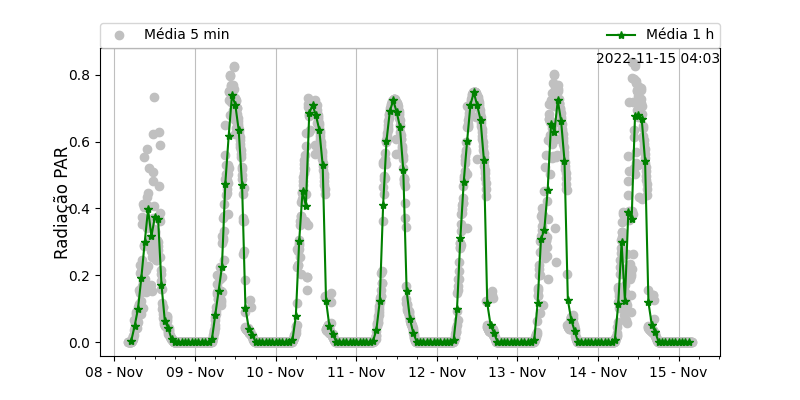 Média 5 min
Média 1 h
2022-11-15 04:03
Radiação PAR
0.8
0.6
0.4
0.2
0.0
08 - Nov
09 - Nov
10 - Nov
11 - Nov
12 - Nov
13 - Nov
14 - Nov
15 - Nov